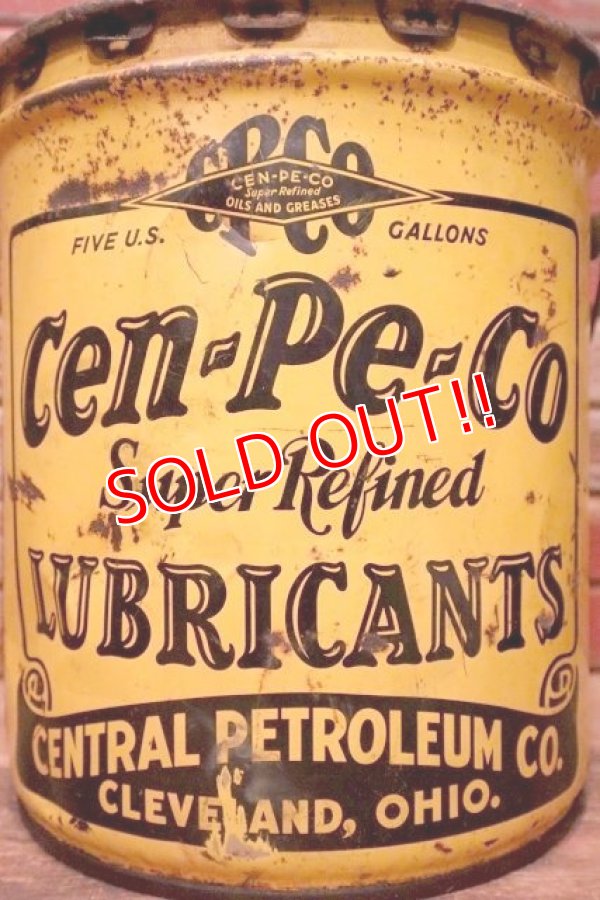 CPCo
CEN-PE-CO
Super Refined
OILS AND GREASES
FIVE U.S. GALLONS
Cen-Pe-Co
SOLD OUT!!
Super Refined
LUBRICANTS
CENTRAL PETROLEUM CO.
CLEVELAND, OHIO.